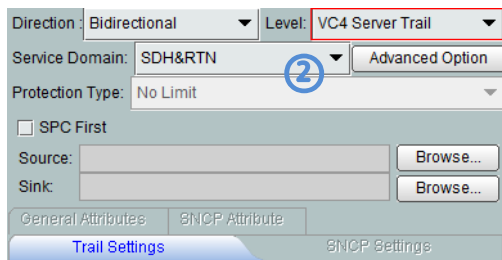 Direction : Bidirectional Level: VC4 Server Trail
Service Domain: SDH&RTN Advanced Option
②
Protection Type: No Limit
SPC First
Source: Browse...
Sink: Browse...
General Attributes SNCP Attribute
Trail Settings SNCP Settings